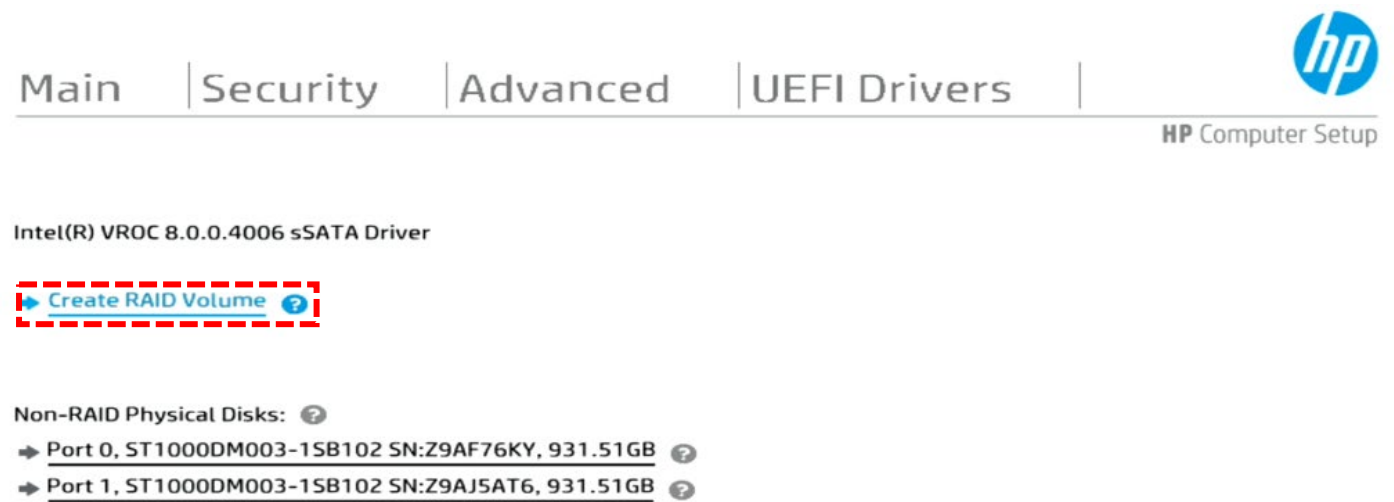 hp
Main Security Advanced UEFI Drivers
HP Computer Setup
Intel(R) VROC 8.0.0.4006 sSATA Driver
Create RAID Volume ?
Non-RAID Physical Disks: ?
Port 0, ST1000DM003-1SB102 SN:Z9AF76KY, 931.51GB ?
Port 1, ST1000DM003-1SB102 SN:Z9AJ5AT6, 931.51GB ?